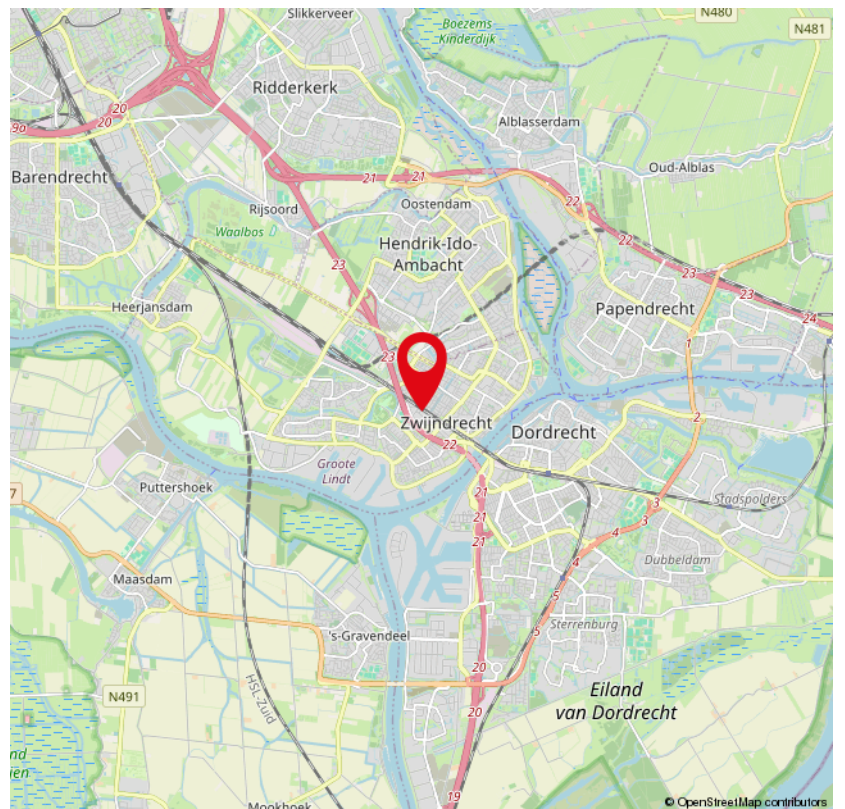 Slikkerveer
Boezems
Kinderdijk
N480
N481
Ridderkerk
20
20
9a
Alblasserdam
Barendrecht
21
21
Oud-Alblas
Rijsoord
Oostendam
22
Waalbos
Hendrik-Ido-
Ambacht
22
23
23
23
Heerjansdam
Papendrecht
24
1
23
2
Zwijndrecht
Dordrecht
22
Groote
Lindt
7
Puttershoek
21
Stadspolders
3
21
3
4
21
4
Dubbeldam
Maasdam
5
's-Gravendeel
Sterrenburg
5
20
HSL-Zuid
N491
Eiland
van Dordrecht
20
19
Mookhoek
© OpenStreetMap contributors